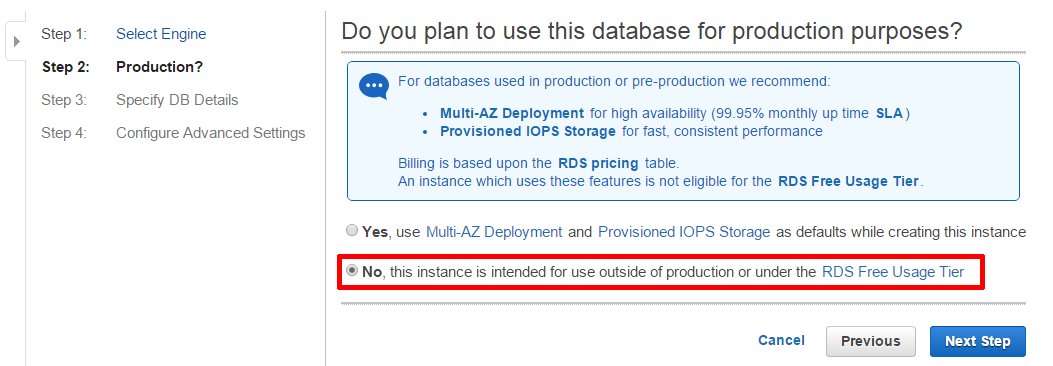 Step 1: Select Engine
Step 2: Production?
Step 3: Specify DB Details
Step 4: Configure Advanced Settings
Do you plan to use this database for production purposes?
For databases used in production or pre-production we recommend:
• Multi-AZ Deployment for high availability (99.95% monthly up time SLA)
• Provisioned IOPS Storage for fast, consistent performance
Billing is based upon the RDS pricing table.
An instance which uses these features is not eligible for the RDS Free Usage Tier.
Yes, use Multi-AZ Deployment and Provisioned IOPS Storage as defaults while creating this instance
No, this instance is intended for use outside of production or under the RDS Free Usage Tier
Cancel Previous Next Step